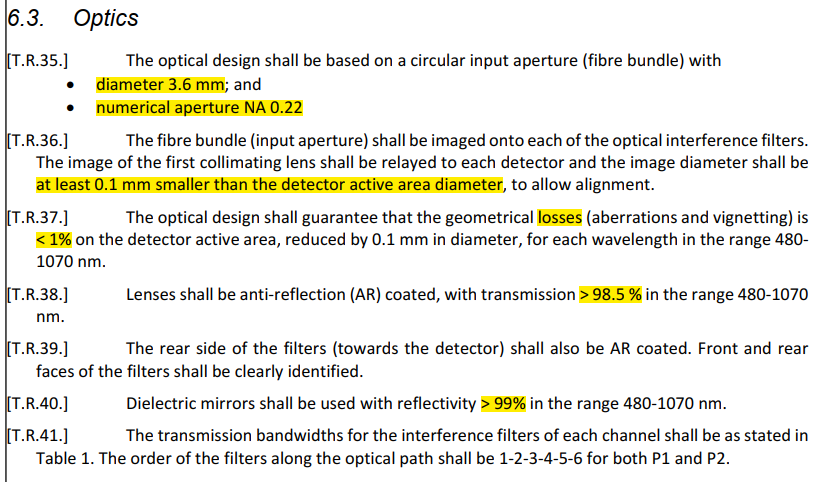 6.3. Optics
[T.R.35.] The optical design shall be based on a circular input aperture (fibre bundle) with
• diameter 3.6 mm; and
• numerical aperture NA 0.22
[T.R.36.] The fibre bundle (input aperture) shall be imaged onto each of the optical interference filters.
The image of the first collimating lens shall be relayed to each detector and the image diameter shall be
at least 0.1 mm smaller than the detector active area diameter, to allow alignment.
[T.R.37.] The optical design shall guarantee that the geometrical losses (aberrations and vignetting) is
< 1% on the detector active area, reduced by 0.1 mm in diameter, for each wavelength in the range 480-
1070 nm.
[T.R.38.] Lenses shall be anti-reflection (AR) coated, with transmission > 98.5 % in the range 480-1070
nm.
[T.R.39.] The rear side of the filters (towards the detector) shall also be AR coated. Front and rear
faces of the filters shall be clearly identified.
[T.R.40.] Dielectric mirrors shall be used with reflectivity > 99% in the range 480-1070 nm.
[T.R.41.] The transmission bandwidths for the interference filters of each channel shall be as stated in
Table 1. The order of the filters along the optical path shall be 1-2-3-4-5-6 for both P1 and P2.